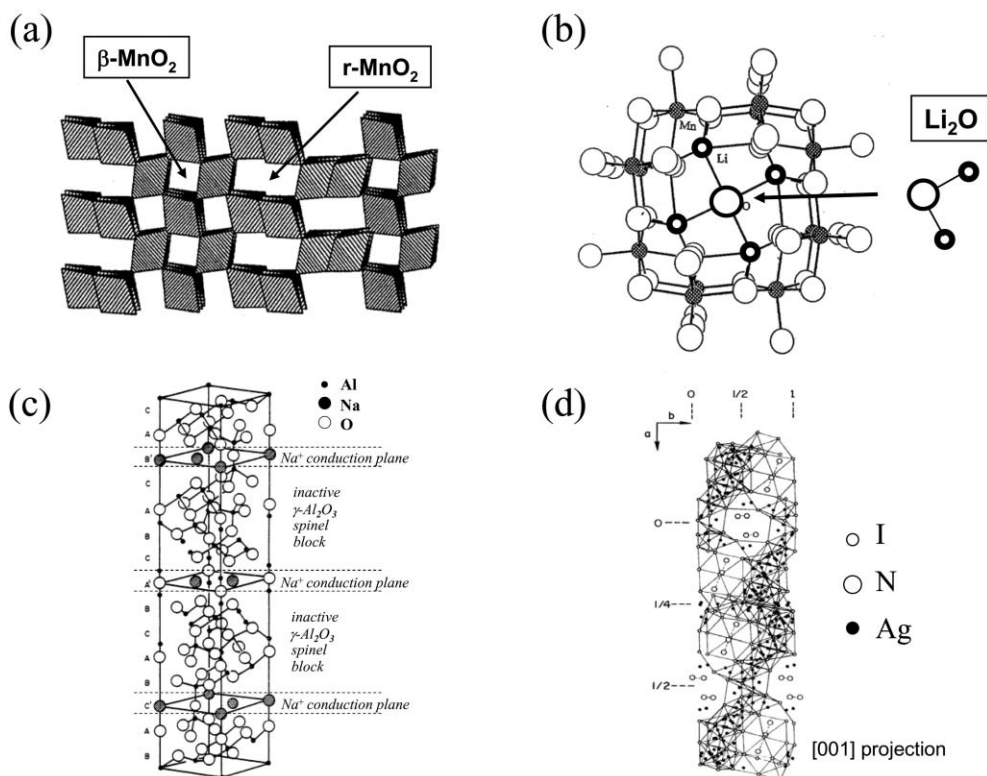 (a)
β-MnO₂
r-MnO₂
(b)
Mn
Li
O
Li₂O
(c)
Al
Na
O
C
A
B'
C
A
B
C
A'
B
C
A
B
C'
A
B
Na⁺ conduction plane
inactive
γ-Al₂O₃
spinel
block
Na⁺ conduction plane
inactive
γ-Al₂O₃
spinel
block
Na⁺ conduction plane
(d)
0 1/2 1
b
a
0
1/4
1/2
I
N
Ag
[001] projection